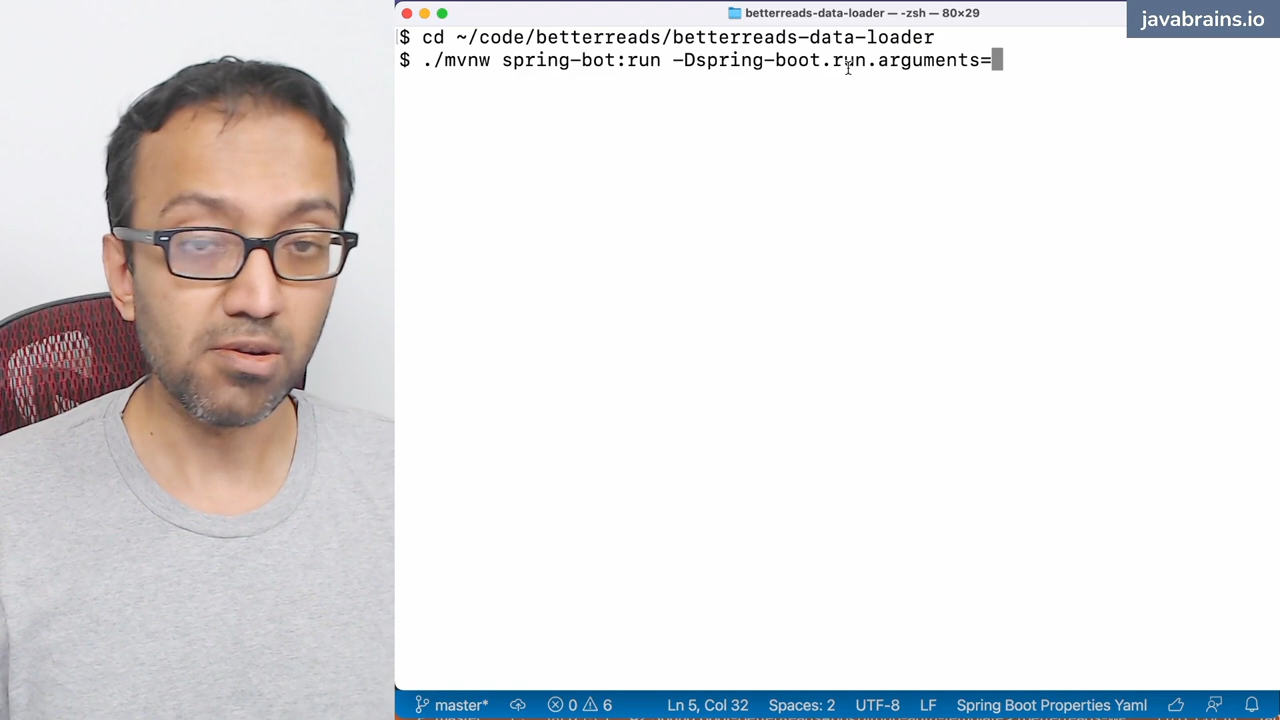 betterreads-data-loader — -zsh — 80×29
javabrains.io
$ cd ~/code/betterreads/betterreads-data-loader
$ ./mvnw spring-bot:run -Dspring-boot.run.arguments=
master* 0 6 Ln 5, Col 32 Spaces: 2 UTF-8 LF Spring Boot Properties Yaml